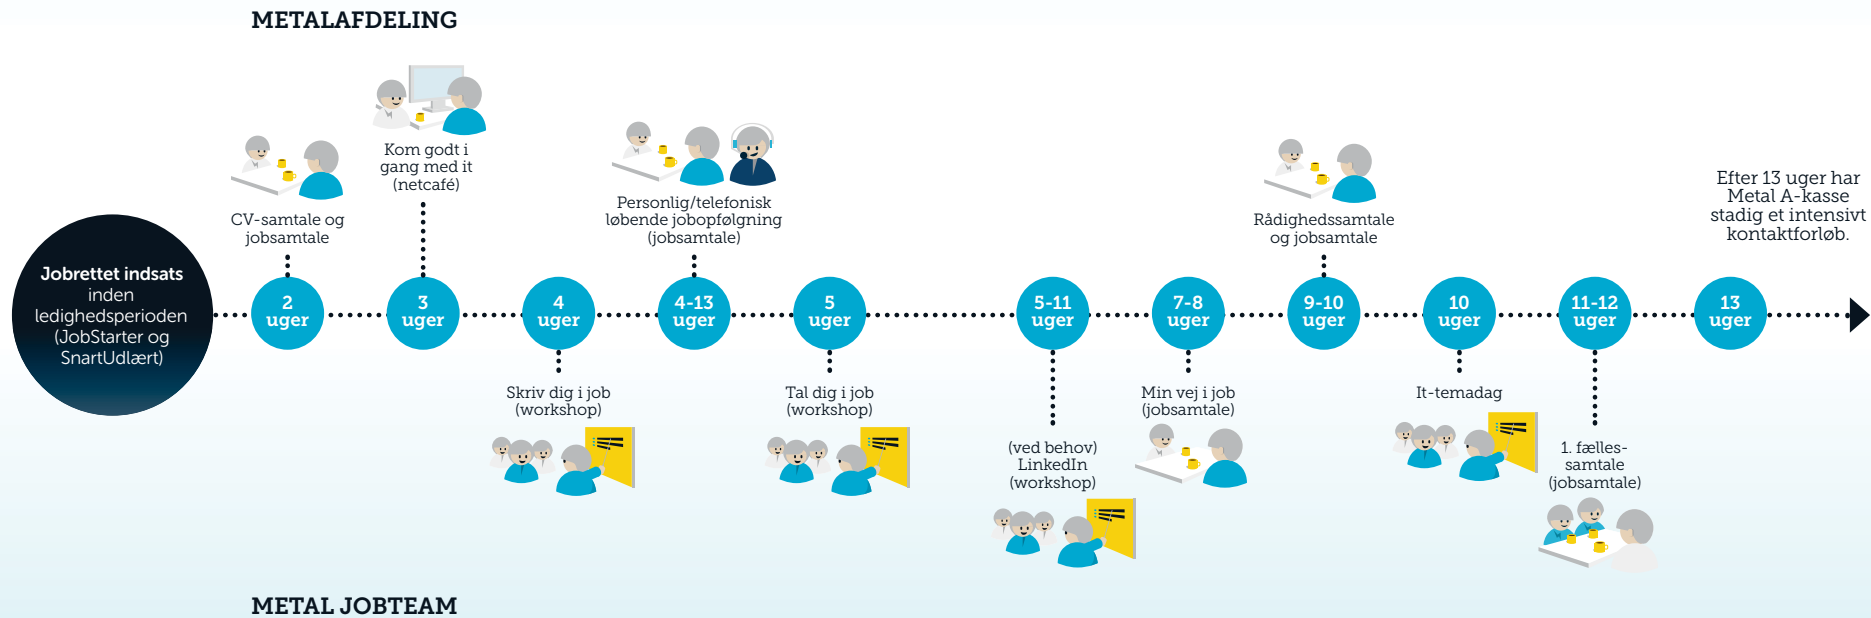 METALAFDELING
Kom godt i
gang med it
(netcafé)
CV-samtale og
jobsamtale
Personlig/telefonisk
løbende jobopfølgning
(jobsamtale)
Rådighedssamtale
og jobsamtale
Efter 13 uger har
Metal A-kasse
stadig et intensivt
kontaktforløb.
Jobrettet indsats
inden
ledighedsperioden
(JobStarter og
SnartUdlært)
2
uger
3
uger
4
uger
4-13
uger
5
uger
5-11
uger
7-8
uger
9-10
uger
10
uger
11-12
uger
13
uger
Skriv dig i job
(workshop)
Tal dig i job
(workshop)
(ved behov)
LinkedIn
(workshop)
Min vej i job
(jobsamtale)
It-temadag
1. fælles-
samtale
(jobsamtale)
METAL JOBTEAM